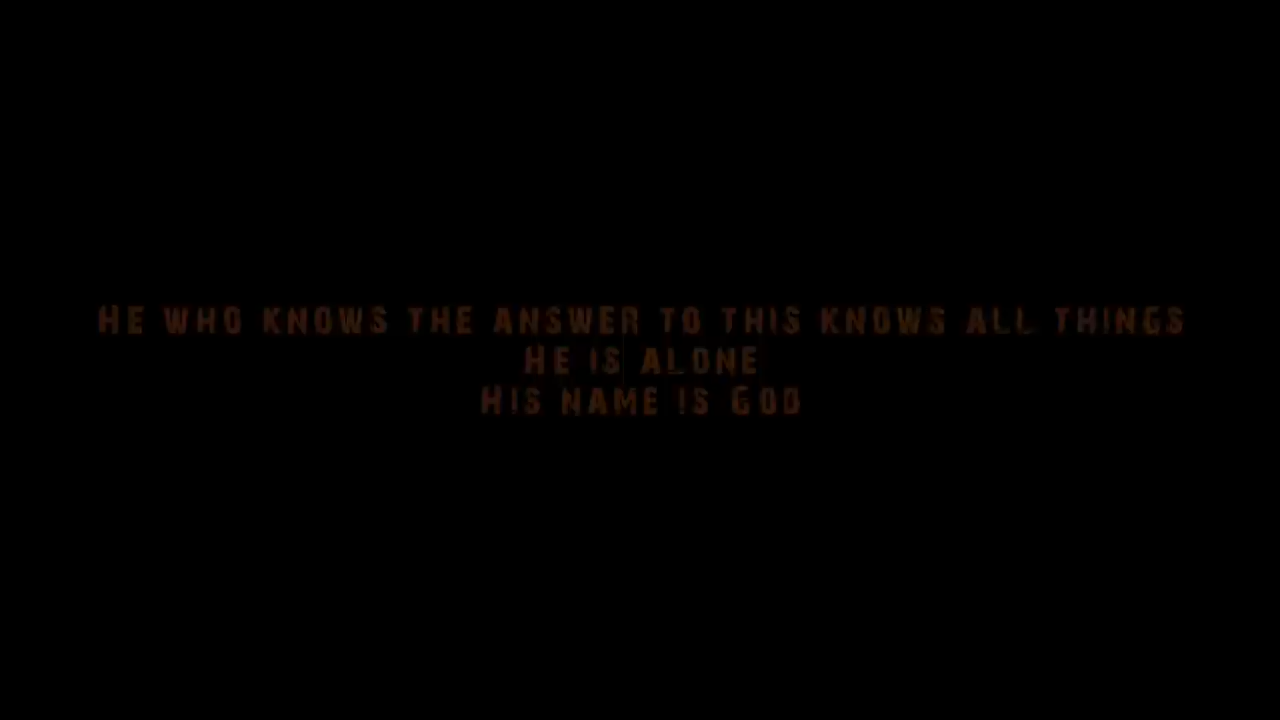 HE WHO KNOWS THE ANSWER TO THIS KNOWS ALL THINGS
HE IS ALONE
HIS NAME IS GOD